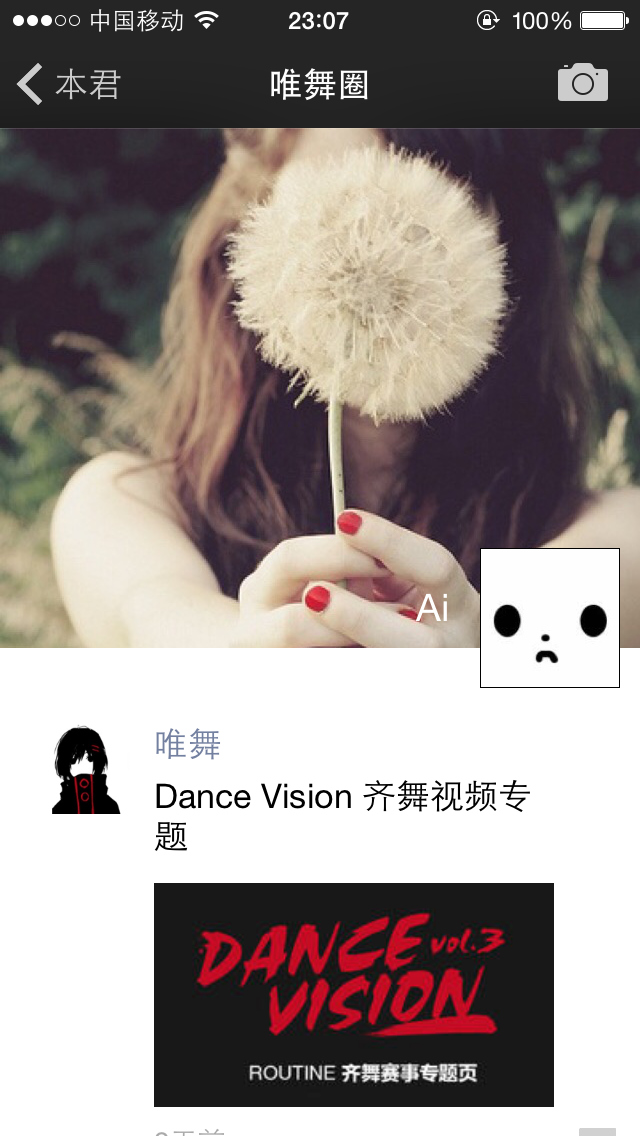 中国移动 23:07 100%
本君 唯舞圈
Ai
唯舞
Dance Vision 齐舞视频专
题
DANCE vol.3
VISION
ROUTINE 齐舞赛事专题页